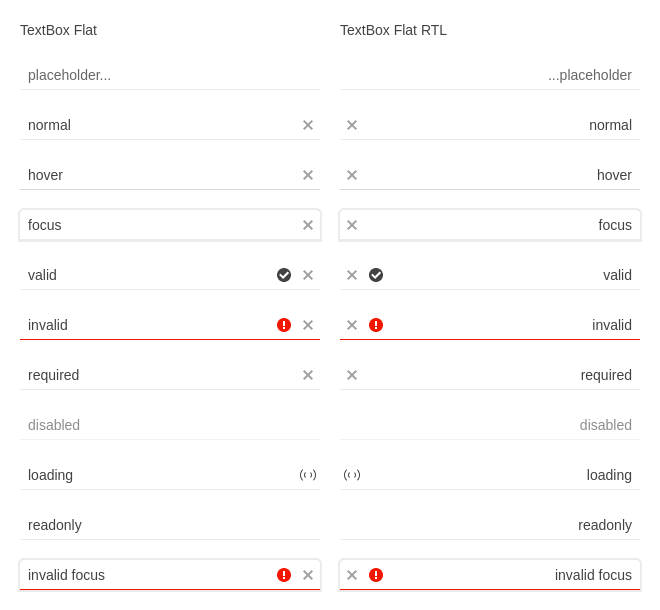 TextBox Flat
placeholder...
normal
hover
focus
valid
invalid
required
disabled
loading
readonly
invalid focus
TextBox Flat RTL
...placeholder
normal
hover
focus
valid
invalid
required
disabled
loading
readonly
invalid focus